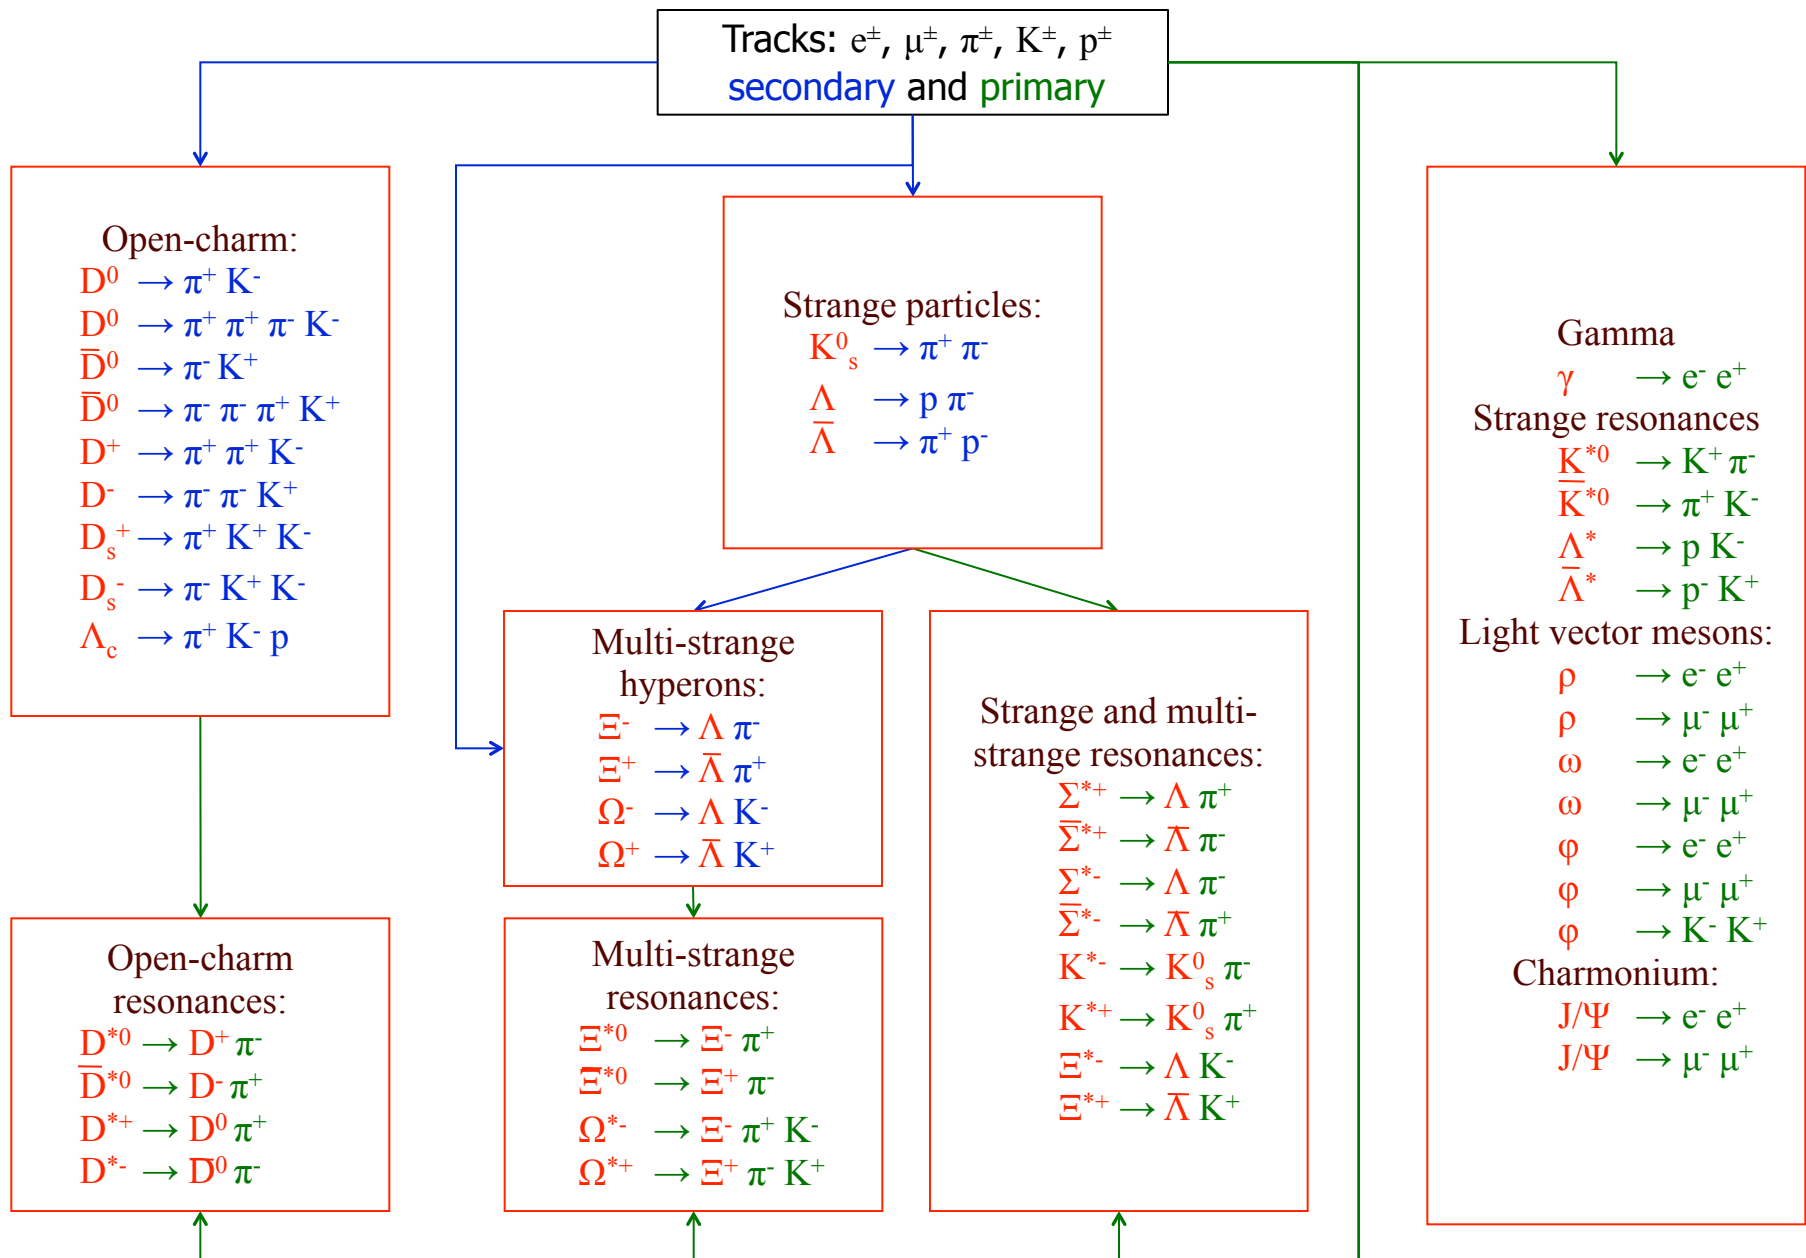 Tracks: e±, μ±, π±, K±, p±
secondary and primary
Open-charm:
D⁰ → π⁺ K⁻
D⁰ → π⁺ π⁺ π⁻ K⁻
D̅⁰ → π⁻ K⁺
D̅⁰ → π⁻ π⁻ π⁺ K⁺
D⁺ → π⁺ π⁺ K⁻
D⁻ → π⁻ π⁻ K⁺
Dₛ⁺ → π⁺ K⁺ K⁻
Dₛ⁻ → π⁻ K⁺ K⁻
Λc → π⁺ K⁻ p
Strange particles:
K⁰ₛ → π⁺ π⁻
Λ → p π⁻
Λ̅ → π⁺ p⁻
Multi-strange
hyperons:
Ξ⁻ → Λ π⁻
Ξ⁺ → Λ̅ π⁺
Ω⁻ → Λ K⁻
Ω⁺ → Λ̅ K⁺
Strange and multi-
strange resonances:
Σ*⁺ → Λ π⁺
Σ̅*⁺ → Λ̅ π⁻
Σ*⁻ → Λ π⁻
Σ̅*⁻ → Λ̅ π⁺
K*⁻ → K⁰ₛ π⁻
K*⁺ → K⁰ₛ π⁺
Ξ*⁻ → Λ K⁻
Ξ*⁺ → Λ̅ K⁺
Gamma
γ → e⁻ e⁺
Strange resonances
K*⁰ → K⁺ π⁻
K̅*⁰ → π⁺ K⁻
Λ* → p K⁻
Λ̅* → p⁻ K⁺
Light vector mesons:
ρ → e⁻ e⁺
ρ → μ⁻ μ⁺
ω → e⁻ e⁺
ω → μ⁻ μ⁺
φ → e⁻ e⁺
φ → μ⁻ μ⁺
φ → K⁻ K⁺
Charmonium:
J/Ψ → e⁻ e⁺
J/Ψ → μ⁻ μ⁺
Open-charm
resonances:
D*⁰ → D⁺ π⁻
D̅*⁰ → D⁻ π⁺
D*⁺ → D⁰ π⁺
D*⁻ → D̅⁰ π⁻
Multi-strange
resonances:
Ξ*⁰ → Ξ⁻ π⁺
Ξ̅*⁰ → Ξ⁺ π⁻
Ω*⁻ → Ξ⁻ π⁺ K⁻
Ω*⁺ → Ξ⁺ π⁻ K⁺